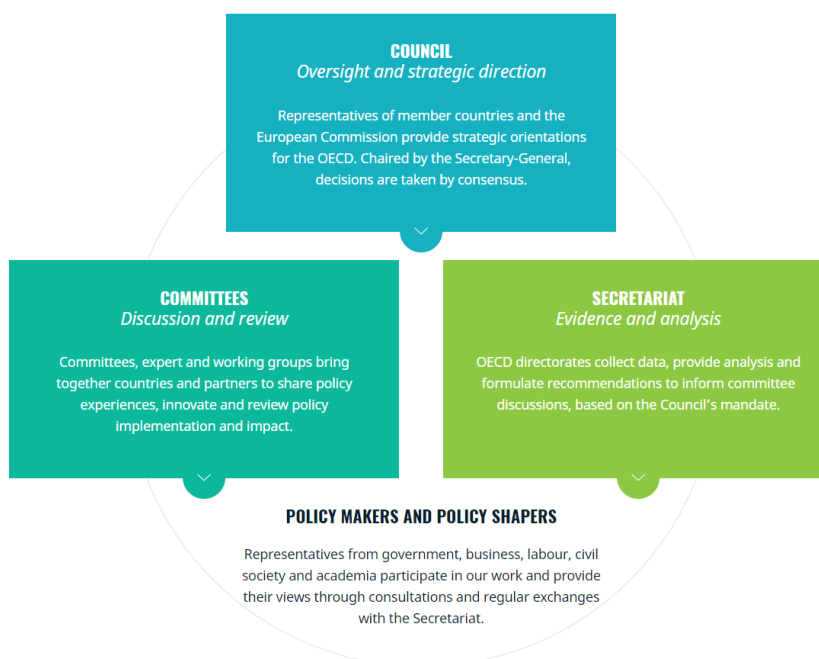 COUNCIL
Oversight and strategic direction
Representatives of member countries and the
European Commission provide strategic orientations
for the OECD. Chaired by the Secretary-General,
decisions are taken by consensus.
COMMITTEES
Discussion and review
Committees, expert and working groups bring
together countries and partners to share policy
experiences, innovate and review policy
implementation and impact.
SECRETARIAT
Evidence and analysis
OECD directorates collect data, provide analysis and
formulate recommendations to inform committee
discussions, based on the Council's mandate.
POLICY MAKERS AND POLICY SHAPERS
Representatives from government, business, labour, civil
society and academia participate in our work and provide
their views through consultations and regular exchanges
with the Secretariat.